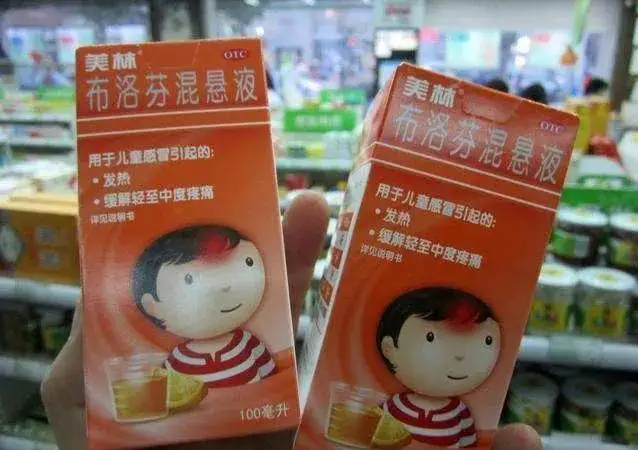 美林
OTC
布洛芬混悬液
用于儿童感冒引起的:
·发热
·缓解轻至中度疼痛
详见说明书
100毫升
美林
OTC
布洛芬混悬液
用于儿童感冒引起的:
·发热
·缓解轻至中度疼痛
详见说明书